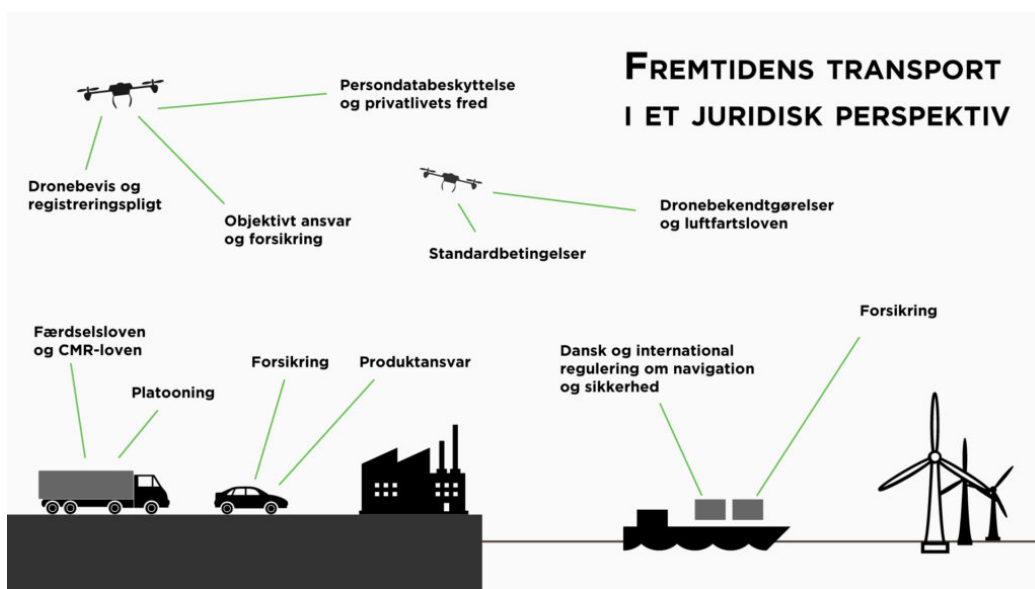 FREMTIDENS TRANSPORT
I ET JURIDISK PERSPEKTIV
Persondatabeskyttelse
og privatlivets fred
Dronebevis og
registreringspligt
Objektivt ansvar
og forsikring
Standardbetingelser
Dronebekendtgørelser
og luftfartsloven
Færdselsloven
og CMR-loven
Platooning
Forsikring
Produktansvar
Dansk og international
regulering om navigation
og sikkerhed
Forsikring